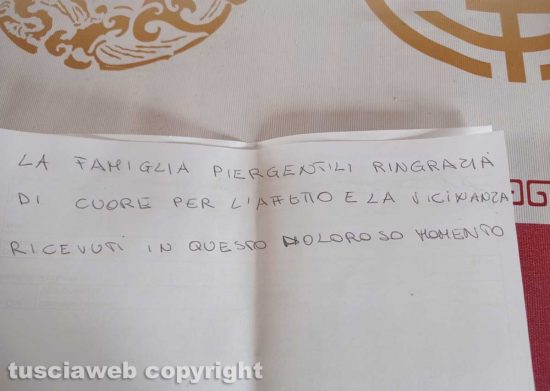 LA FAMIGLIA PIERGENTILI RINGRAZIA
DI CUORE PER L'AFFETTO E LA VICINANZA
RICEVUTI IN QUESTO DOLOROSO MOMENTO
tusciaweb copyright